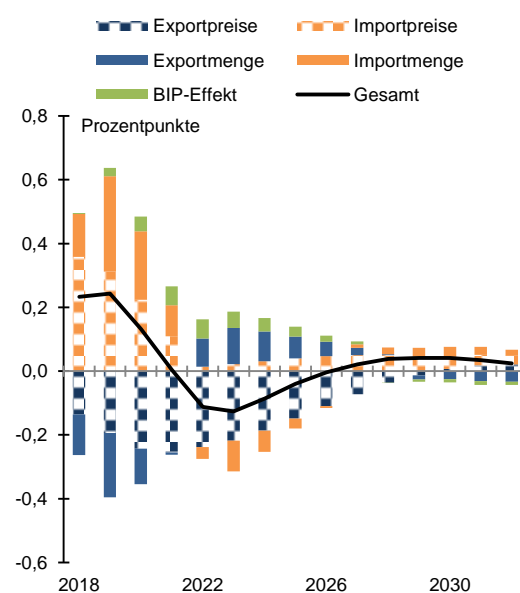 Exportpreise Importpreise
Exportmenge Importmenge
BIP-Effekt Gesamt
0,8
Prozentpunkte
0,6
0,4
0,2
0,0
-0,2
-0,4
-0,6
2018 2022 2026 2030